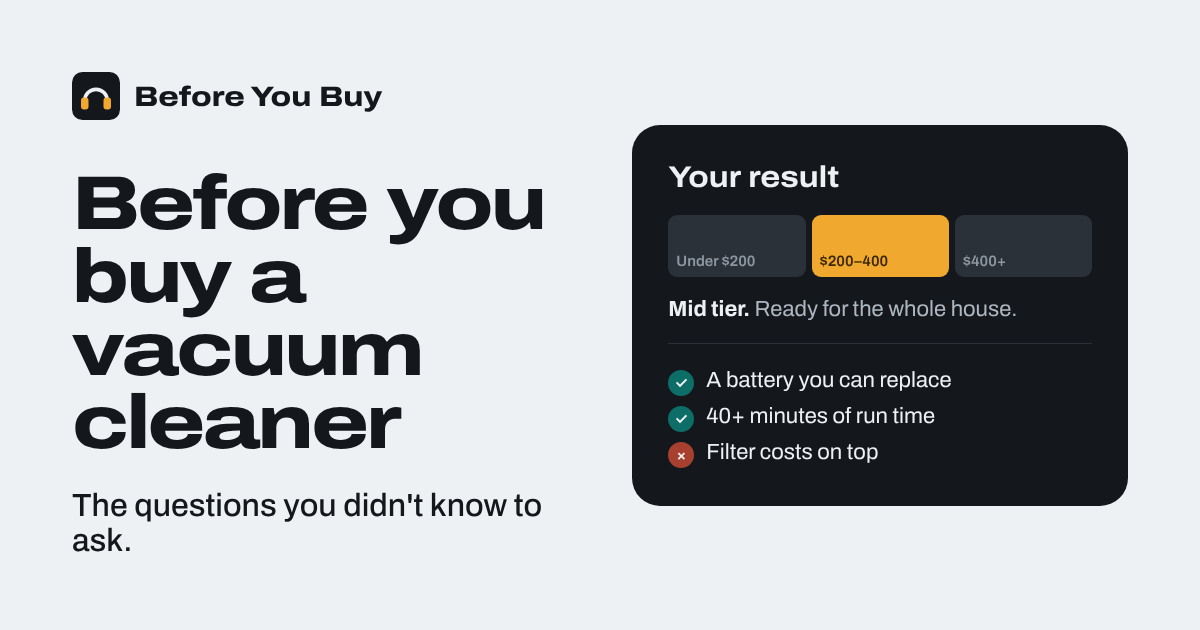 Before You Buy
Before you
buy a
vacuum
cleaner
The questions you didn't know to
ask.
Your result
Under $200
$200–400
$400+
Mid tier. Ready for the whole house.
A battery you can replace
40+ minutes of run time
Filter costs on top